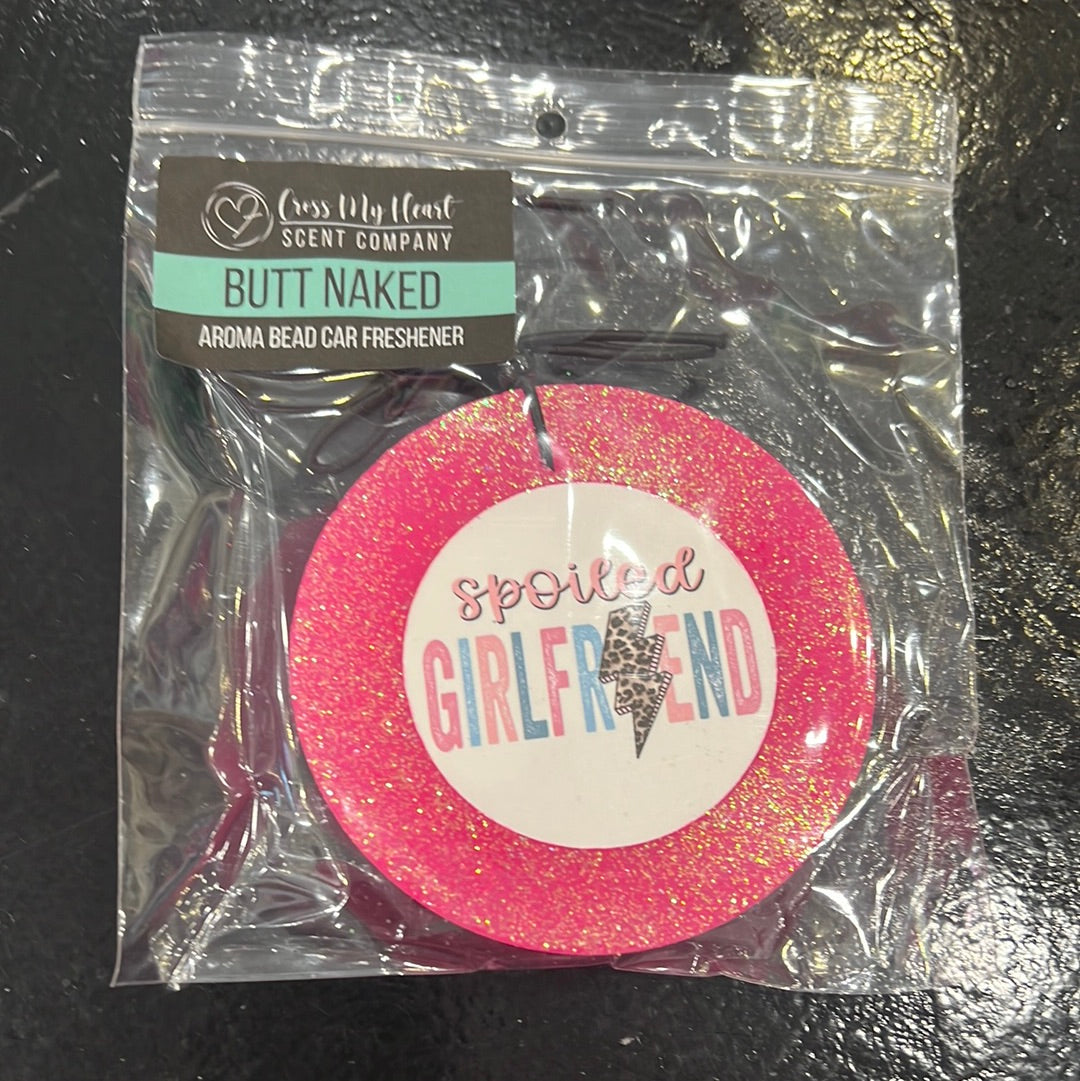 Cross My Heart
SCENT COMPANY
BUTT NAKED
AROMA BEAD CAR FRESHENER
spoiled
GIRLFRIEND